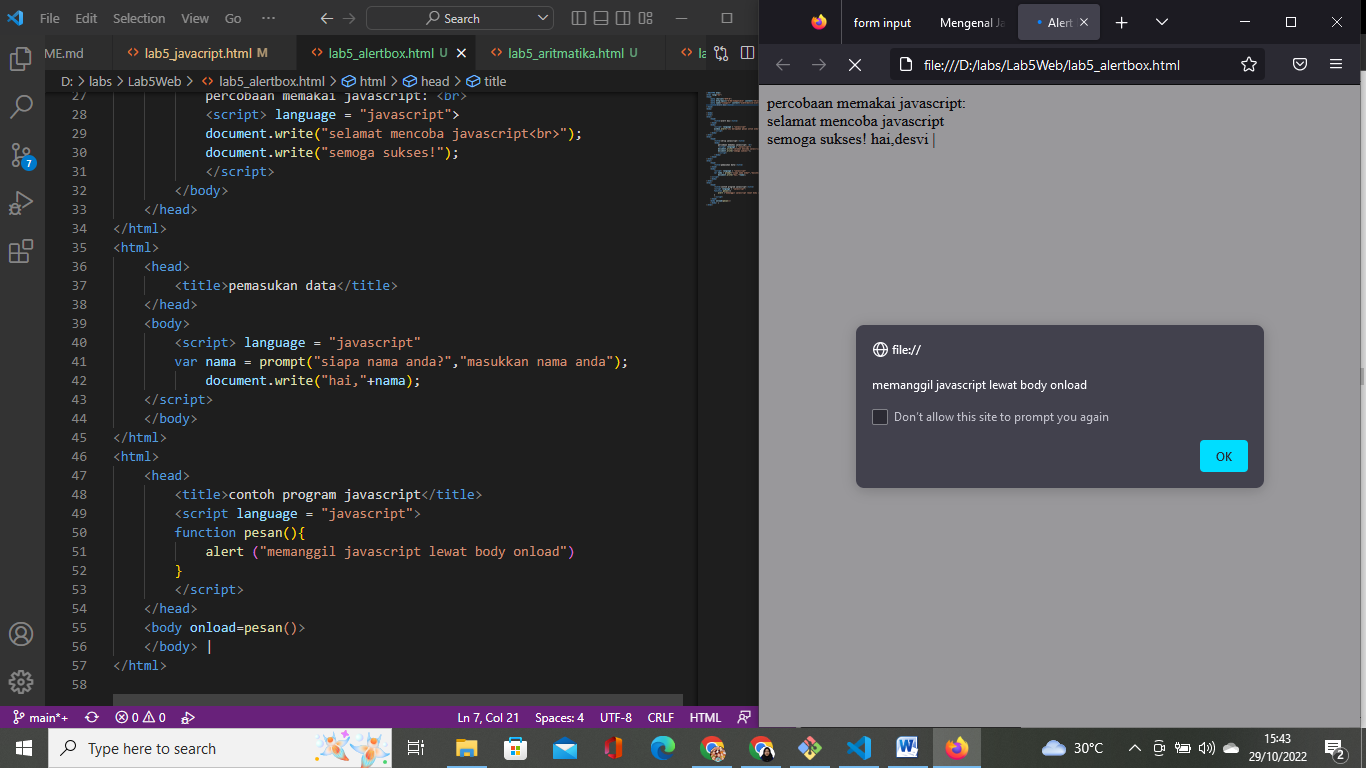 File Edit Selection View Go ··· Search
ME.md lab5_javacript.html M lab5_alertbox.html U lab5_aritmatika.html U
D: > labs > Lab5Web > lab5_alertbox.html > html > head > title
27 percobaan memakai javascript: <br>
28 <script> language = "javascript">
29 document.write("selamat mencoba javascript<br>");
30 document.write("semoga sukses!");
31 </script>
32 </body>
33 </head>
34 </html>
35 <html>
36 <head>
37 <title>pemasukan data</title>
38 </head>
39 <body>
40 <script> language = "javascript"
41 var nama = prompt("siapa nama anda?","masukkan nama anda");
42 document.write("hai,"+nama);
43 </script>
44 </body>
45 </html>
46 <html>
47 <head>
48 <title>contoh program javascript</title>
49 <script language = "javascript">
50 function pesan(){
51 alert ("memanggil javascript lewat body onload")
52 }
53 </script>
54 </head>
55 <body onload=pesan()>
56 </body>
57 </html>
58
7
main*+ 0 0 Ln 7, Col 21 Spaces: 4 UTF-8 CRLF HTML
form input Mengenal Ja Alert
file:///D:/labs/Lab5Web/lab5_alertbox.html
percobaan memakai javascript:
selamat mencoba javascript
semoga sukses! hai,desvi |
file://
memanggil javascript lewat body onload
Don't allow this site to prompt you again
OK
Type here to search
30°C
15:43
29/10/2022
2